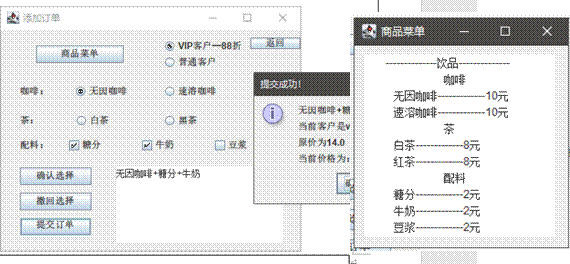 添加订单
商品菜单
VIP客户—88折
普通客户
返回
咖啡：
无因咖啡
速溶咖啡
茶：
白茶
黑茶
配料：
糖分
牛奶
豆浆
确认选择
撤回选择
提交订单
无因咖啡+糖分+牛奶
提交成功！
无因咖啡+糖
当前客户是v
原价为14.0
当前价格为：
商品菜单
-------------饮品-------------
咖啡
无因咖啡-------------10元
速溶咖啡-------------10元
茶
白茶-------------8元
红茶-------------8元
配料
糖分-------------2元
牛奶-------------2元
豆浆-------------2元